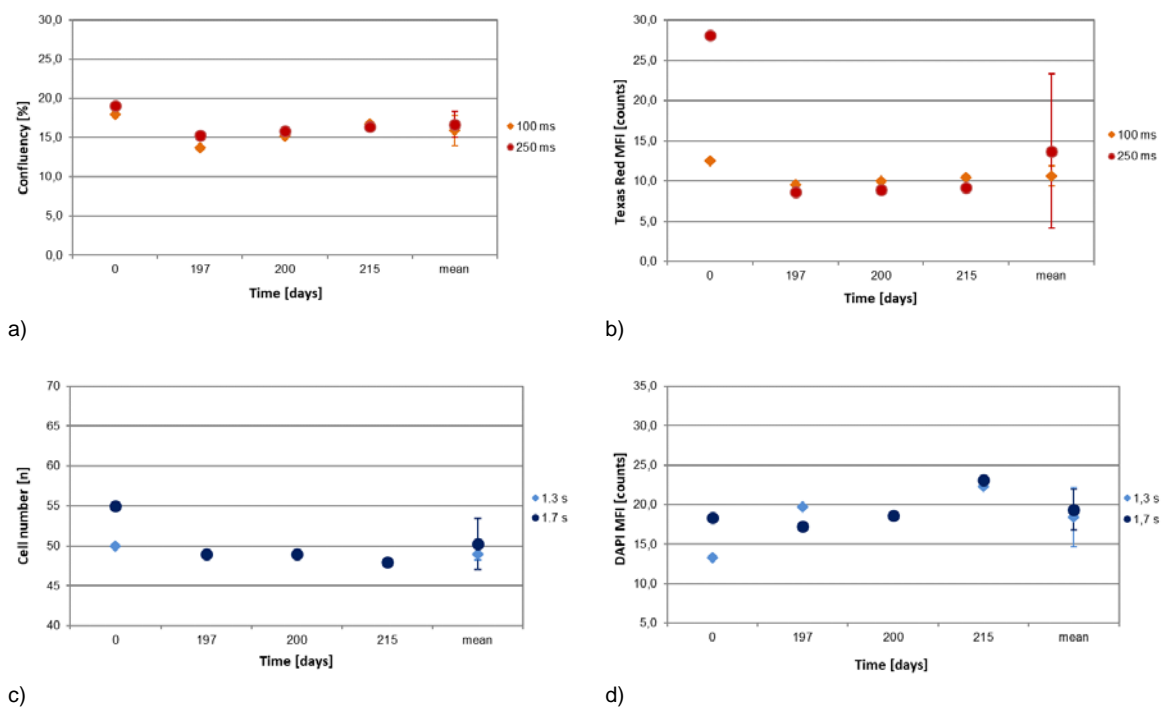 30,0
25,0
20,0
15,0
10,0
5,0
0,0
Confluency [%]
0 197 200 215 mean
Time [days]
100 ms
250 ms
a)
30,0
25,0
20,0
15,0
10,0
5,0
0,0
Texas Red MFI [counts]
0 197 200 215 mean
Time [days]
100 ms
250 ms
b)
70
65
60
55
50
45
40
Cell number [n]
0 197 200 215 mean
Time [days]
1.3 s
1.7 s
c)
35,0
30,0
25,0
20,0
15,0
10,0
5,0
DAPI MFI [counts]
0 197 200 215 mean
Time [days]
1,3 s
1,7 s
d)